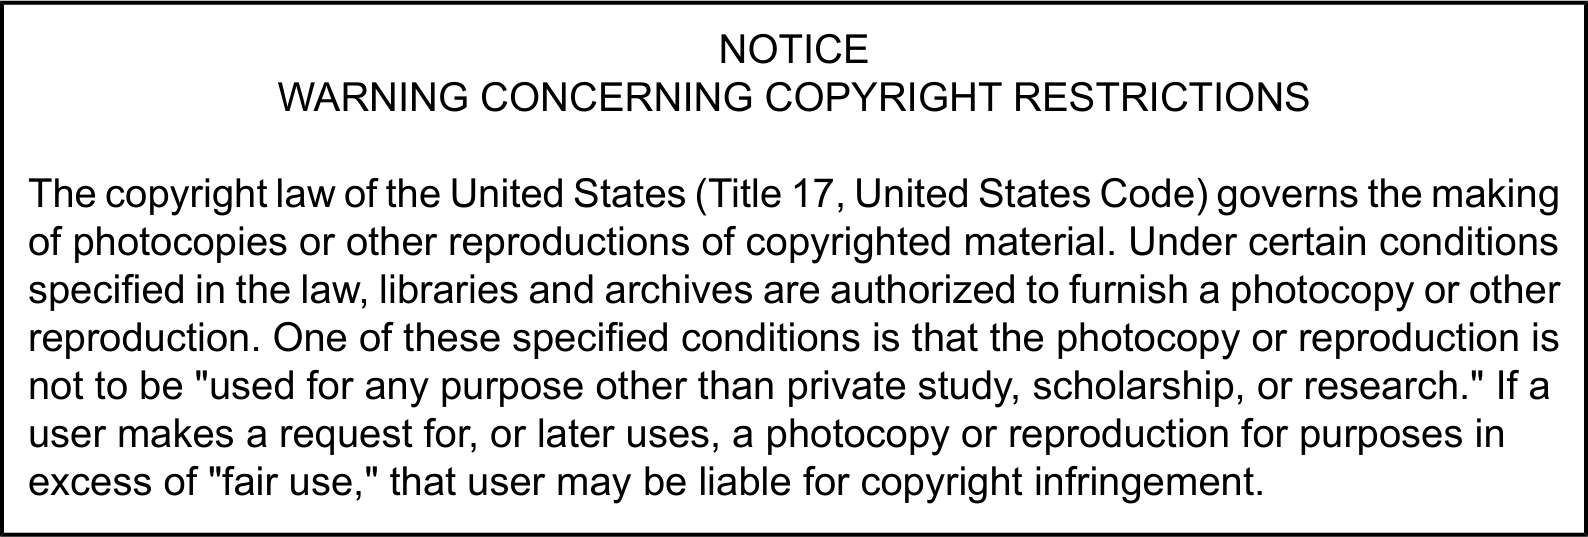 NOTICE
WARNING CONCERNING COPYRIGHT RESTRICTIONS
The copyright law of the United States (Title 17, United States Code) governs the making
of photocopies or other reproductions of copyrighted material. Under certain conditions
specified in the law, libraries and archives are authorized to furnish a photocopy or other
reproduction. One of these specified conditions is that the photocopy or reproduction is
not to be "used for any purpose other than private study, scholarship, or research." If a
user makes a request for, or later uses, a photocopy or reproduction for purposes in
excess of "fair use," that user may be liable for copyright infringement.